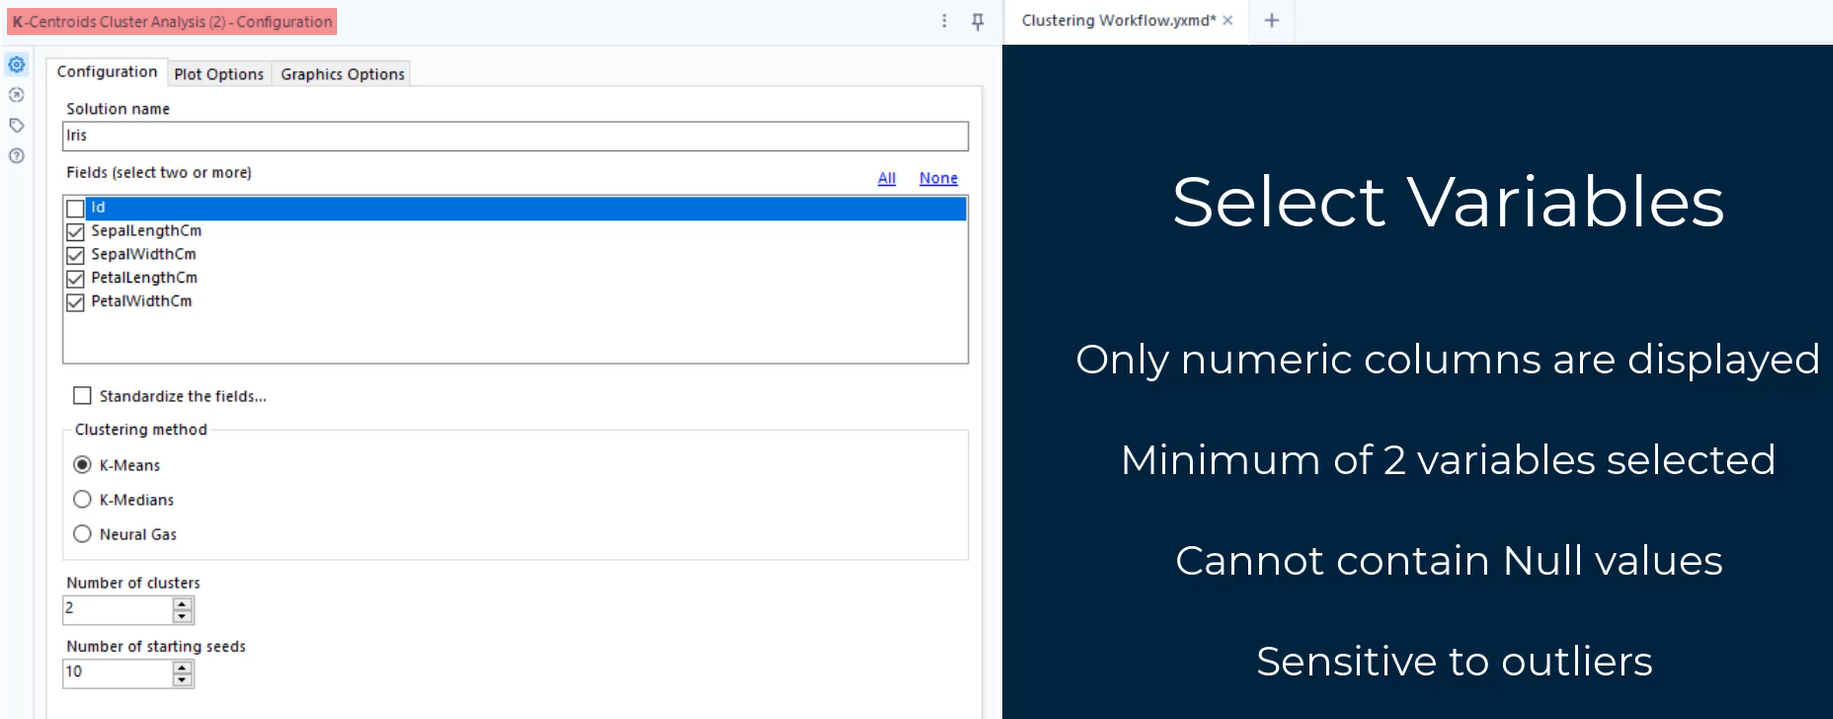 K-Centroids Cluster Analysis (2) - Configuration
Configuration
Plot Options
Graphics Options
Solution name
Iris
Fields (select two or more)
All
None
Id
SepalLengthCm
SepalWidthCm
PetalLengthCm
PetalWidthCm
Standardize the fields...
Clustering method
K-Means
K-Medians
Neural Gas
Number of clusters
2
Number of starting seeds
10
Clustering Workflow.yxmd*
Select Variables
Only numeric columns are displayed
Minimum of 2 variables selected
Cannot contain Null values
Sensitive to outliers